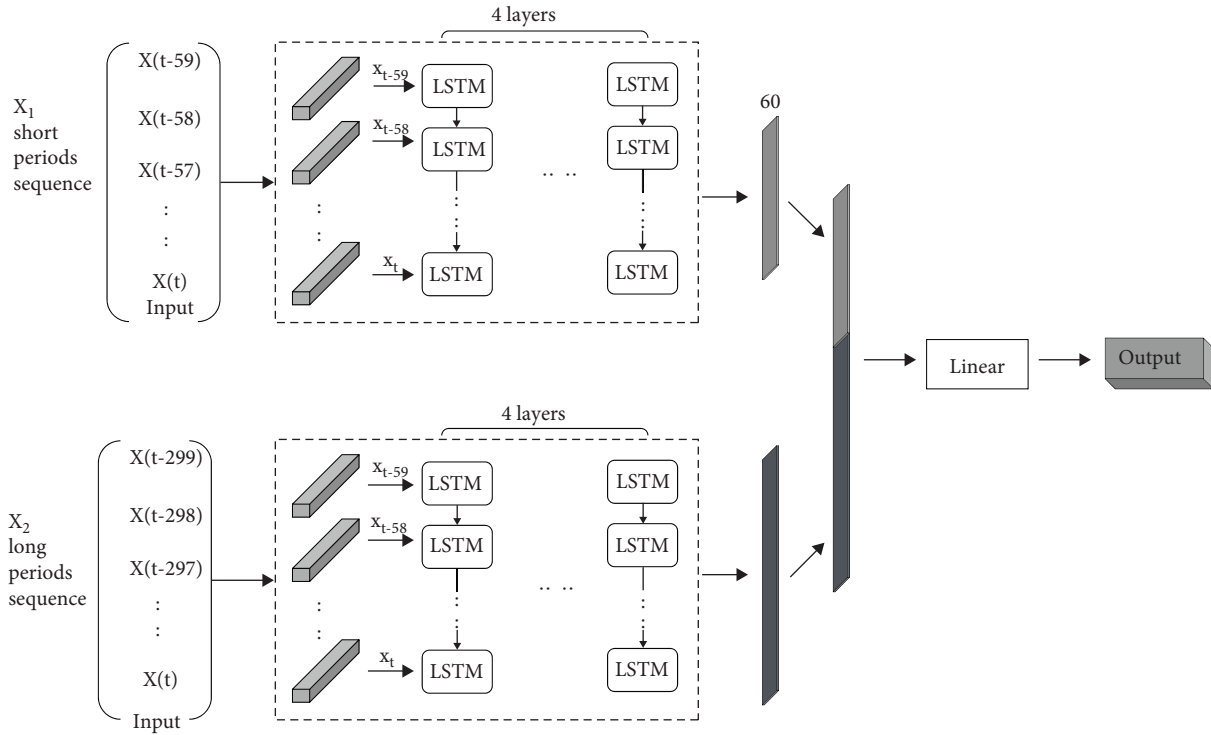 4 layers
X1
short
periods
sequence
X(t-59)
X(t-58)
X(t-57)
:
:
X(t)
Input
xt-59
LSTM
LSTM
xt-58
LSTM
LSTM
: :
.. ..
: :
xt
LSTM
LSTM
60
Linear
Output
4 layers
X2
long
periods
sequence
X(t-299)
X(t-298)
X(t-297)
:
:
X(t)
Input
xt-59
LSTM
LSTM
xt-58
LSTM
LSTM
: :
.. ..
: :
xt
LSTM
LSTM